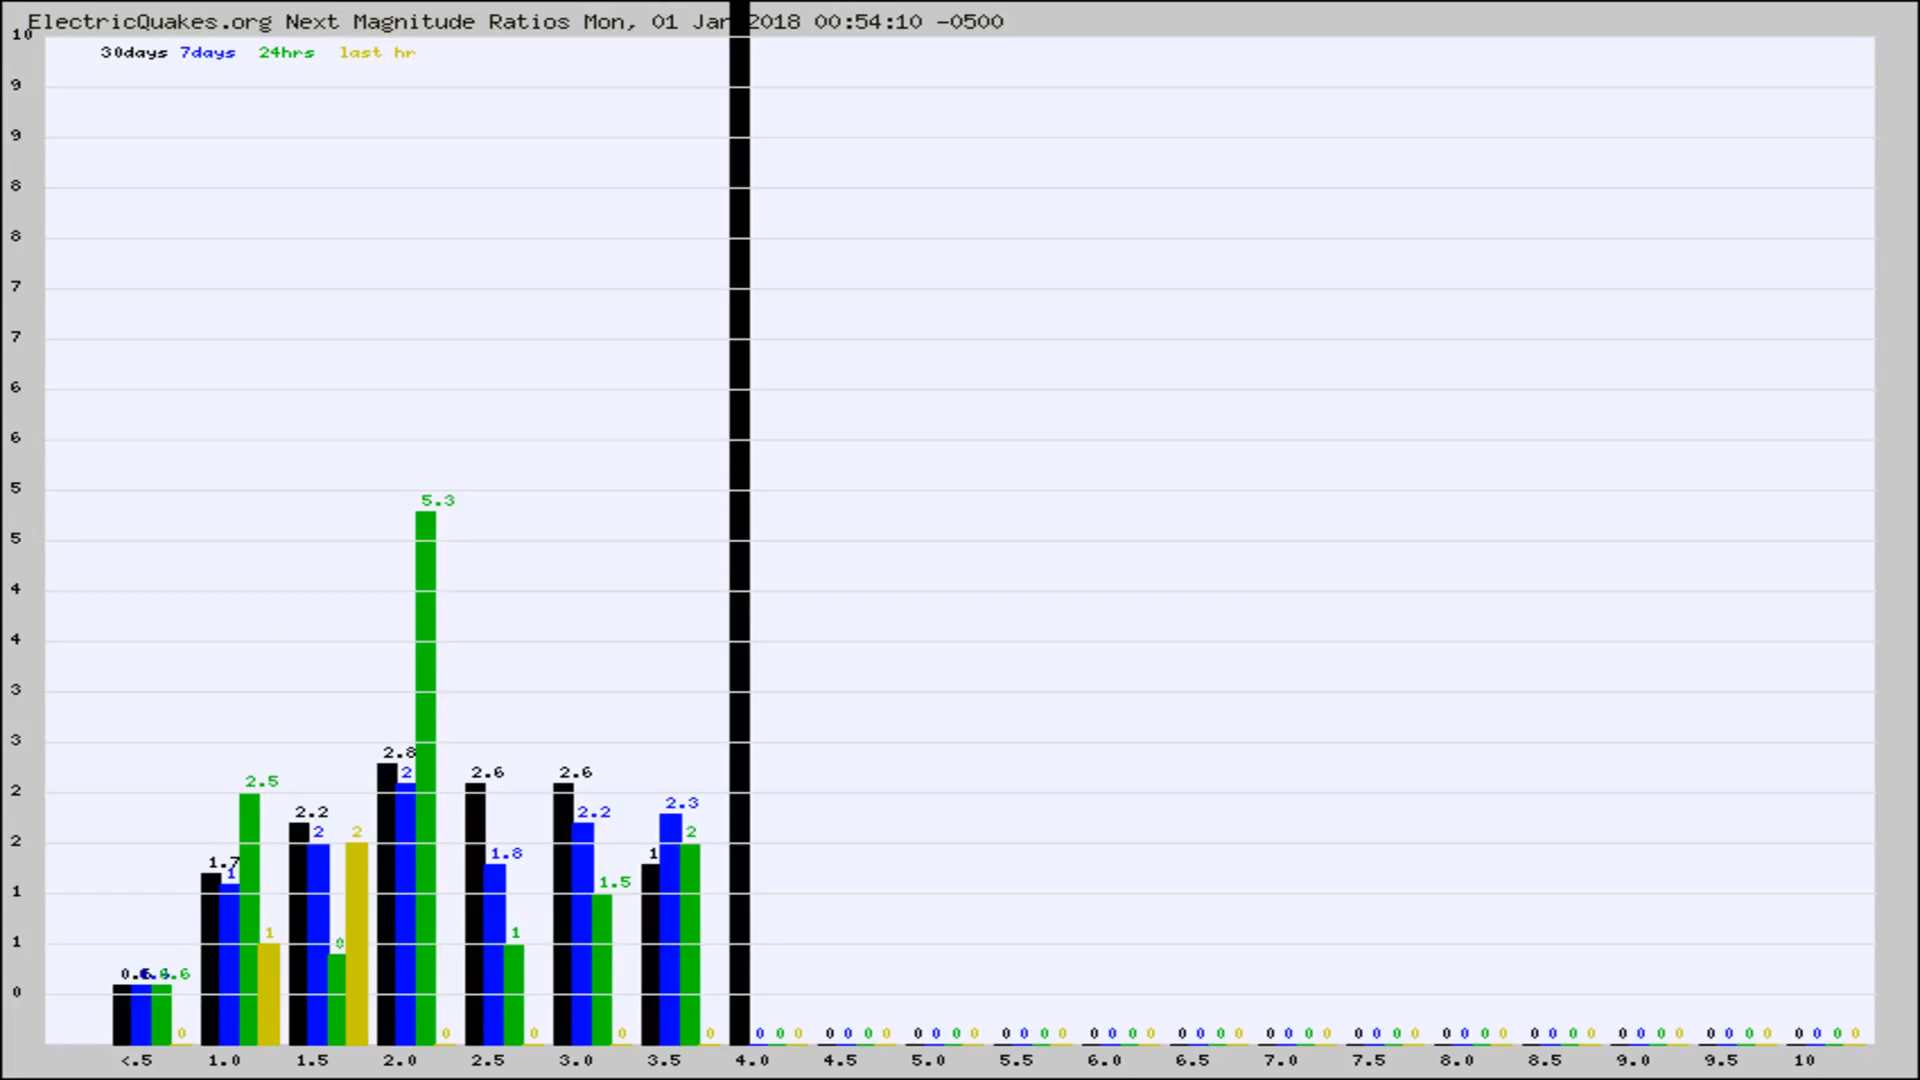 ElectricQuakes.org Next Magnitude Ratios Mon, 01 Jan 2018 00:54:10 -0500
30days 7days 24hrs last hr
10
9
9
8
8
7
7
6
6
5
5
4
4
3
3
2
2
1
1
0
0.6 0.6
0
1.7 1 2.5 1
2.2 2 0 2
2.8 2 5.3 0
2.6 1.8 1 0
2.6 2.2 1.5 0
1 2.3 2 0
0 0 0
0 0 0 0
0 0 0 0
0 0 0 0
0 0 0 0
0 0 0 0
0 0 0 0
0 0 0 0
0 0 0 0
0 0 0 0
0 0 0 0
0 0 0 0
0 0 0 0
<.5 1.0 1.5 2.0 2.5 3.0 3.5 4.0 4.5 5.0 5.5 6.0 6.5 7.0 7.5 8.0 8.5 9.0 9.5 10